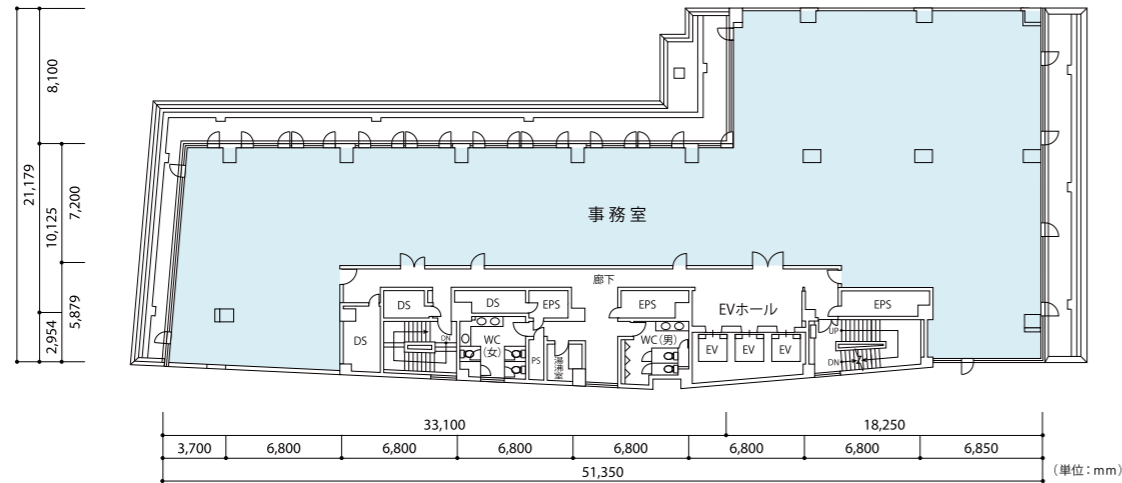 8,100
21,179
10,125
7,200
5,879
2,954
事務室
廊下
DS
DS
EPS
EPS
EVホール
EPS
DS
DN
WC
(女)
PS
湯沸室
WC(男)
EV
EV
EV
UP
DN
33,100
18,250
3,700
6,800
6,800
6,800
6,800
6,800
6,800
6,850
51,350
(単位：mm)